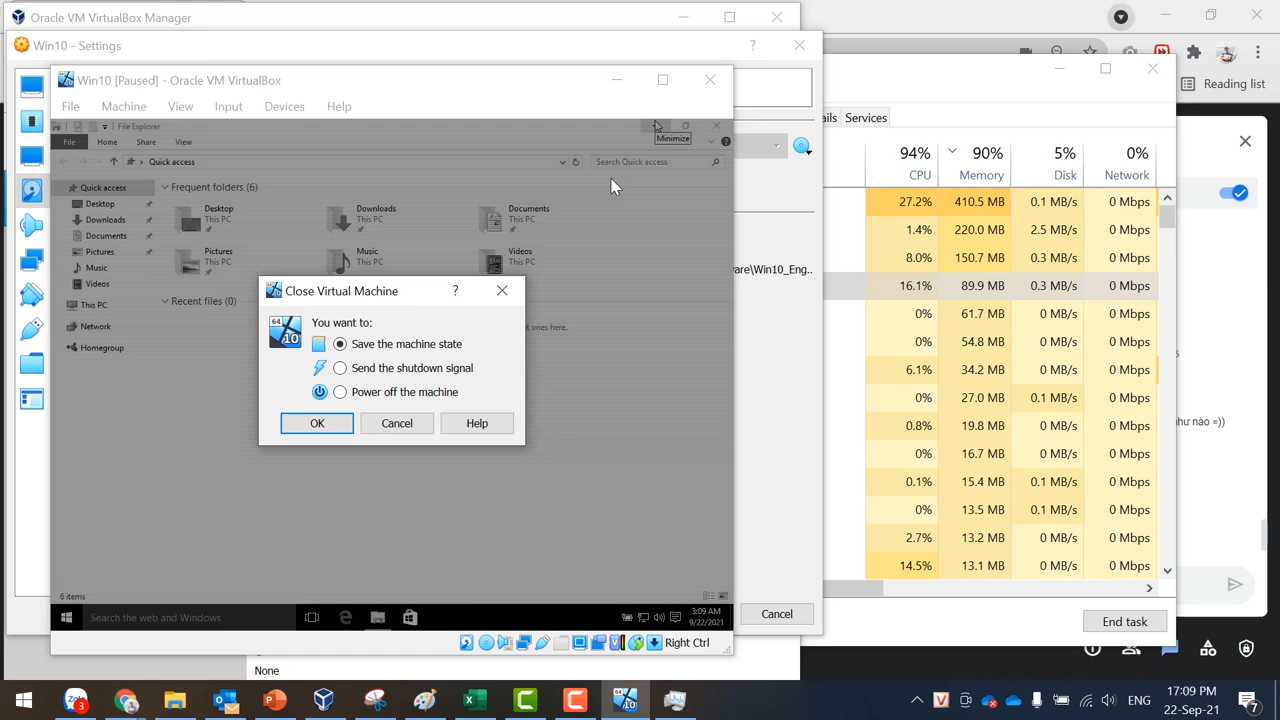 Oracle VM VirtualBox Manager
Win10 - Settings
?
Win10 [Paused] - Oracle VM VirtualBox
File Machine View Input Devices Help
File Explorer
Minimize
File Home Share View
Quick access
Search Quick access
Quick access
Desktop
Downloads
Documents
Pictures
Music
Videos
This PC
Network
Homegroup
Frequent folders (6)
Desktop
This PC
Downloads
This PC
Documents
This PC
Pictures
This PC
Music
This PC
Videos
This PC
Recent files (0)
ent ones here.
Close Virtual Machine ?
64
10
You want to:
Save the machine state
Send the shutdown signal
Power off the machine
OK Cancel Help
6 items
Search the web and Windows
3:09 AM
9/22/2021
Right Ctrl
None
ware\Win10_Eng..
Cancel
Reading list
ails Services
94% 90% 5% 0%
CPU Memory Disk Network
27.2% 410.5 MB 0.1 MB/s 0 Mbps
1.4% 220.0 MB 2.5 MB/s 0 Mbps
8.0% 150.7 MB 0.3 MB/s 0 Mbps
16.1% 89.9 MB 0.3 MB/s 0 Mbps
0% 61.7 MB 0 MB/s 0 Mbps
0% 54.8 MB 0 MB/s 0 Mbps
6.1% 34.2 MB 0 MB/s 0 Mbps
0% 27.0 MB 0.1 MB/s 0 Mbps
0.8% 19.8 MB 0 MB/s 0 Mbps
0% 16.7 MB 0 MB/s 0 Mbps
0.1% 15.4 MB 0.1 MB/s 0 Mbps
0% 13.5 MB 0.1 MB/s 0 Mbps
2.7% 13.2 MB 0 MB/s 0 Mbps
14.5% 13.1 MB 0 MB/s 0 Mbps
End task
như nào =))
Zalo
3
ENG
17:09 PM
22-Sep-21
7